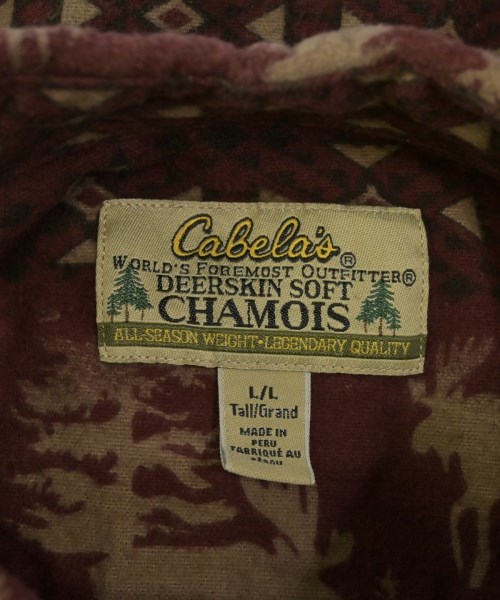 Cabela's®
WORLD'S FOREMOST OUTFITTER®
DEERSKIN SOFT
CHAMOIS
ALL-SEASON WEIGHT•LEGENDARY QUALITY
L/L
Tall/Grand
MADE IN
PERU
FABRIQUÉ AU
PÉROU